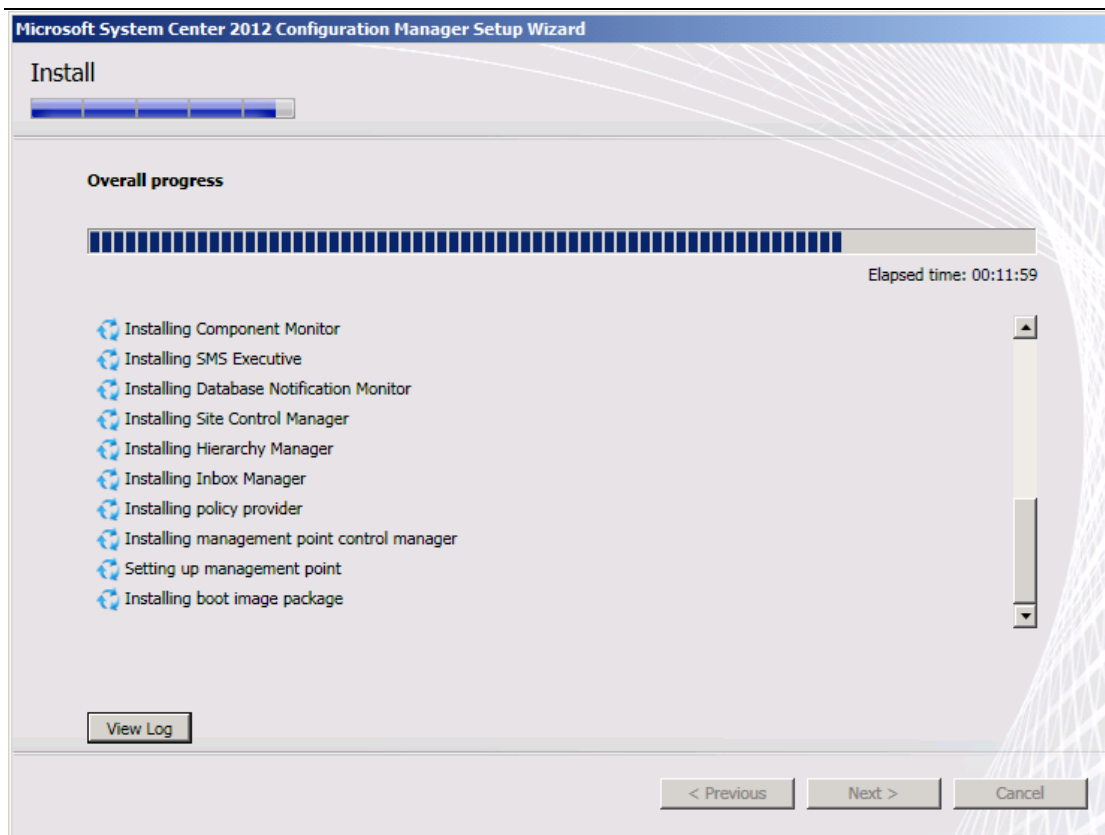 Microsoft System Center 2012 Configuration Manager Setup Wizard
Install
Overall progress
Elapsed time: 00:11:59
Installing Component Monitor
Installing SMS Executive
Installing Database Notification Monitor
Installing Site Control Manager
Installing Hierarchy Manager
Installing Inbox Manager
Installing policy provider
Installing management point control manager
Setting up management point
Installing boot image package
View Log
< Previous Next > Cancel